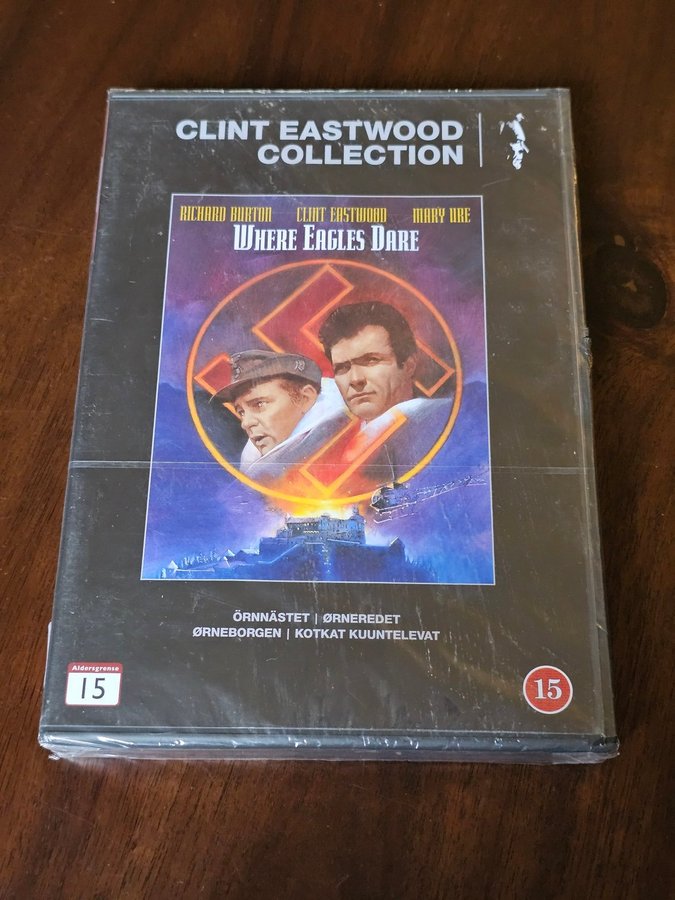 CLINT EASTWOOD
COLLECTION
RICHARD BURTON CLINT EASTWOOD MARY URE
WHERE EAGLES DARE
ÖRNNÄSTET | ØRNEREDET
ØRNEBORGEN | KOTKAT KUUNTELEVAT
Aldersgrense
15
15